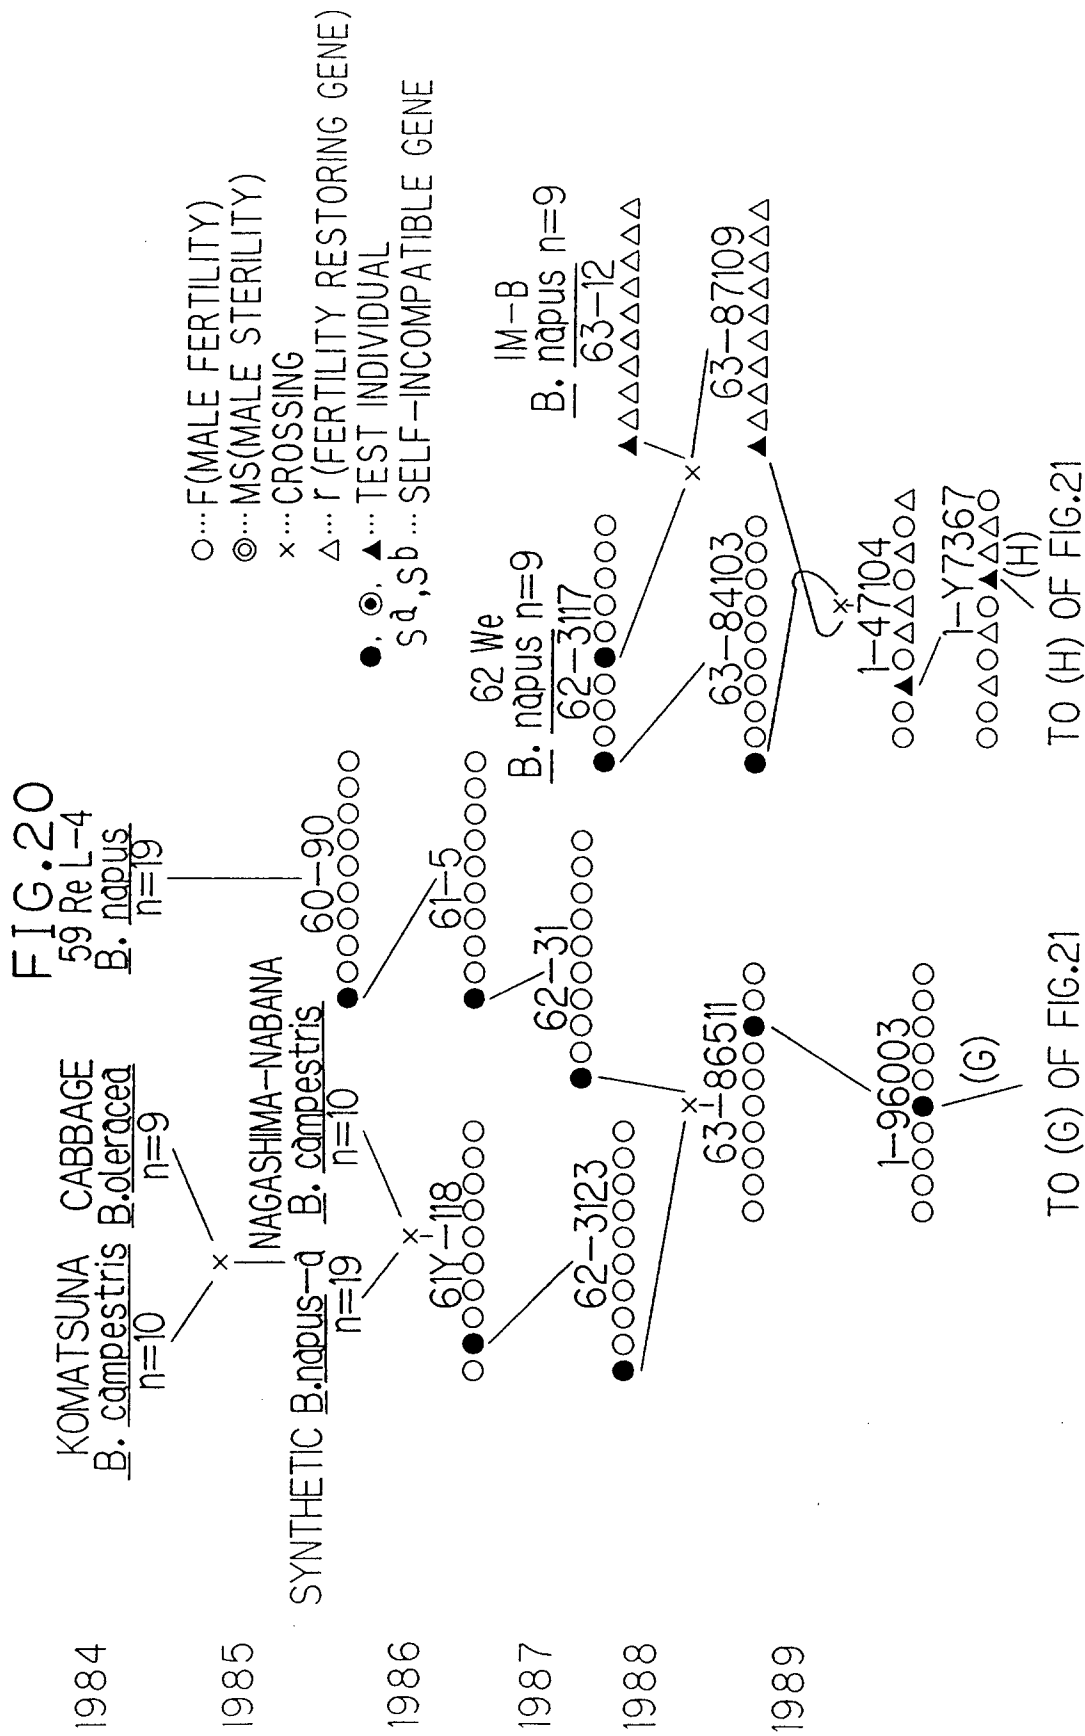 FIG.20
KOMATSUNA
B. campestris
n=10
CABBAGE
B.oleracea
n=9
59 Re L-4
B. napus
n=19
○…F(MALE FERTILITY)
◎…MS(MALE STERILITY)
×…CROSSING
△…r (FERTILITY RESTORING GENE)
●, ◉, ▲…TEST INDIVIDUAL
sa,sb…SELF-INCOMPATIBLE GENE
1984
1985
1986
1987
1988
1989
SYNTHETIC B.napus-a
n=19
NAGASHIMA-NABANA
B. campestris
n=10
60-90
61Y-118
61-5
62-3123
62-31
62 We
B. napus n=9
62-3117
IM-B
B. napus n=9
63-12
63-86511
63-84103
63-87109
1-96003
1-47104
1-Y7367
(G)
(H)
TO (G) OF FIG.21
TO (H) OF FIG.21